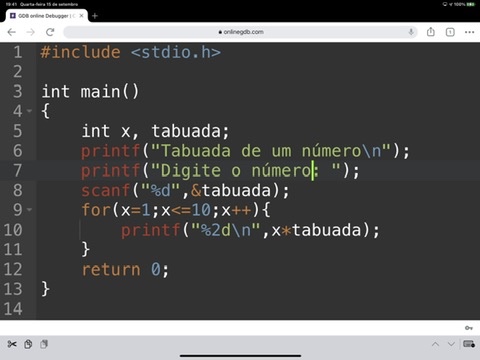 19:41 Quarta-feira 15 de setembro
100%
GDB online Debugger | C
onlinegdb.com
1 #include <stdio.h>
2
3 int main()
4 {
5 int x, tabuada;
6 printf("Tabuada de um número\n");
7 printf("Digite o número: ");
8 scanf("%d",&tabuada);
9 for(x=1;x<=10;x++){
10 printf("%2d\n",x*tabuada);
11 }
12 return 0;
13 }
14